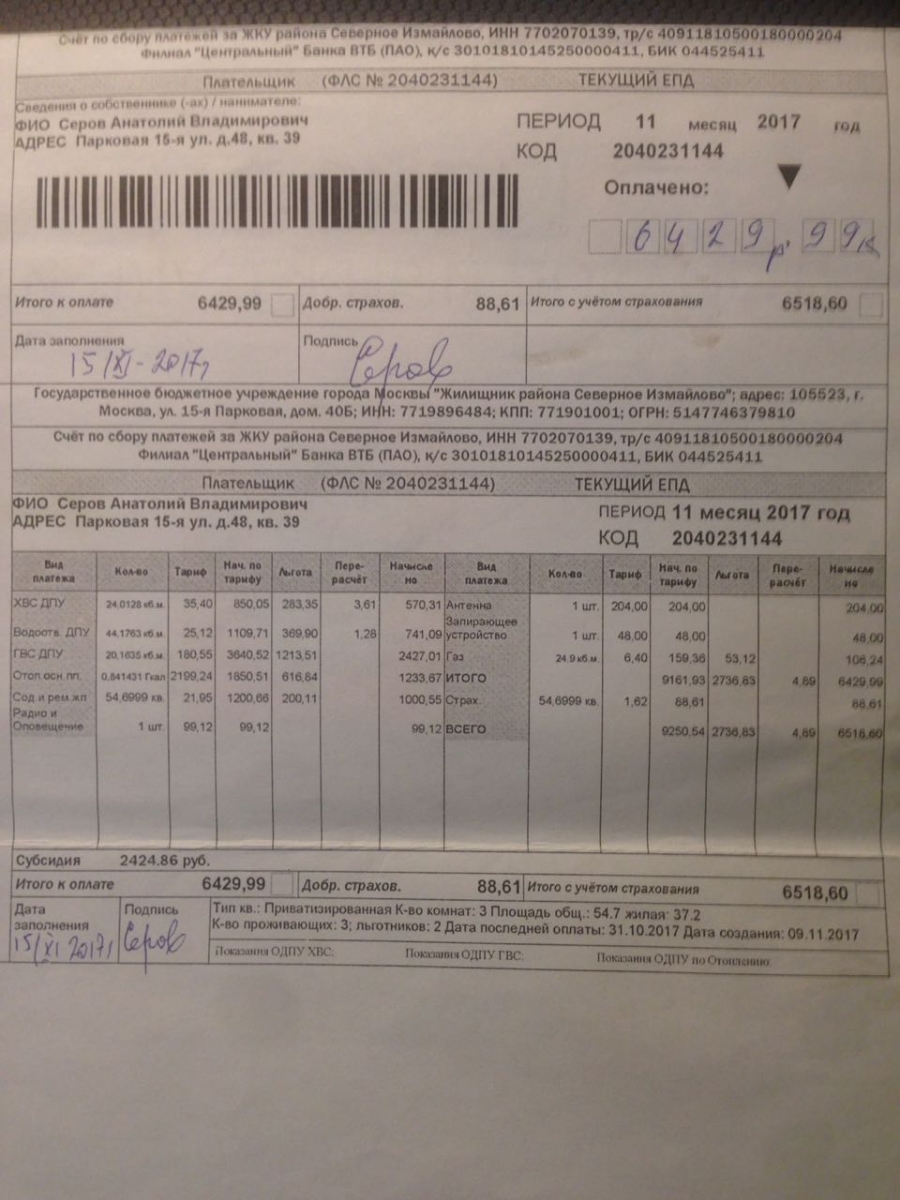 Счёт по сбору платежей за ЖКУ района Северное Измайлово, ИНН 7702070139, тр/с 40911810500180000204
Филиал "Центральный" Банка ВТБ (ПАО), к/с 30101810145250000411, БИК 044525411
Плательщик (ФЛС № 2040231144) ТЕКУЩИЙ ЕПД
Сведения о собственнике (-ах) / нанимателе:
ФИО Серов Анатолий Владимирович
АДРЕС Парковая 15-я ул. д.48, кв. 39
ПЕРИОД 11 месяц 2017 год
КОД 2040231144
Оплачено:
6429р. 99к
Итого к оплате 6429,99 Добр. страхов. 88,61 Итого с учётом страхования 6518,60
Дата заполнения Подпись
15/XI-2017г Серов
Государственное бюджетное учреждение города Москвы "Жилищник района Северное Измайлово"; адрес: 105523, г.
Москва, ул. 15-я Парковая, дом. 40Б; ИНН: 7719896484; КПП: 771901001; ОГРН: 5147746379810
Счёт по сбору платежей за ЖКУ района Северное Измайлово, ИНН 7702070139, тр/с 40911810500180000204
Филиал "Центральный" Банка ВТБ (ПАО), к/с 30101810145250000411, БИК 044525411
Плательщик (ФЛС № 2040231144) ТЕКУЩИЙ ЕПД
ФИО Серов Анатолий Владимирович
АДРЕС Парковая 15-я ул. д.48, кв. 39
ПЕРИОД 11 месяц 2017 год
КОД 2040231144
Вид платежа Кол-во Тариф Нач. по тарифу Льгота Пере-расчёт Начисле но Вид платежа Кол-во Тариф Нач. по тарифу Льгота Пере-расчёт Начисле но
ХВС ДПУ 24,0128 кб.м. 35,40 850,05 283,35 3,61 570,31 Антенна 1 шт. 204,00 204,00 204,00
Водоотв. ДПУ 44,1763 кб.м. 25,12 1109,71 369,90 1,28 741,09 Запирающее устройство 1 шт. 48,00 48,00 48,00
ГВС ДПУ 20,1635 кб.м. 180,55 3640,52 1213,51 2427,01 Газ 24.9 кб.м. 6,40 159,36 53,12 106,24
Отоп.осн.пл. 0,841431 Гкал 2199,24 1850,51 616,84 1233,67 ИТОГО 9161,93 2736,83 4,89 6429,99
Сод.и рем.жп 54,6999 кв. 21,95 1200,66 200,11 1000,55 Страх. 54,6999 кв. 1,62 88,61 88,61
Радио и Оповещение 1 шт. 99,12 99,12 99,12 ВСЕГО 9250,54 2736,83 4,89 6518,60
Субсидия 2424.86 руб.
Итого к оплате 6429,99 Добр. страхов. 88,61 Итого с учётом страхования 6518,60
Дата заполнения Подпись
15/XI 2017г Серов
Тип кв.: Приватизированная К-во комнат: 3 Площадь общ.: 54.7 жилая: 37.2
К-во проживающих: 3; льготников: 2 Дата последней оплаты: 31.10.2017 Дата создания: 09.11.2017
Показания ОДПУ ХВС: Показания ОДПУ ГВС: Показания ОДПУ по Отоплению: